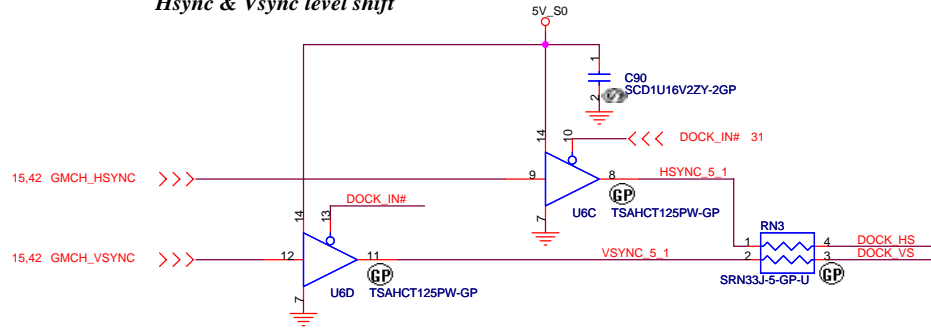 Hsync & Vsync level shift
5V_S0
1
C90
SCD1U16V2ZY-2GP
2
14
10
DOCK_IN# 31
15,42 GMCH_HSYNC
9
8
HSYNC_5_1
GP
7
U6C
TSAHCT125PW-GP
DOCK_IN#
14
13
RN3
1
4
DOCK_HS
15,42 GMCH_VSYNC
12
11
VSYNC_5_1
2
3
DOCK_VS
GP
GP
SRN33J-5-GP-U
7
U6D
TSAHCT125PW-GP